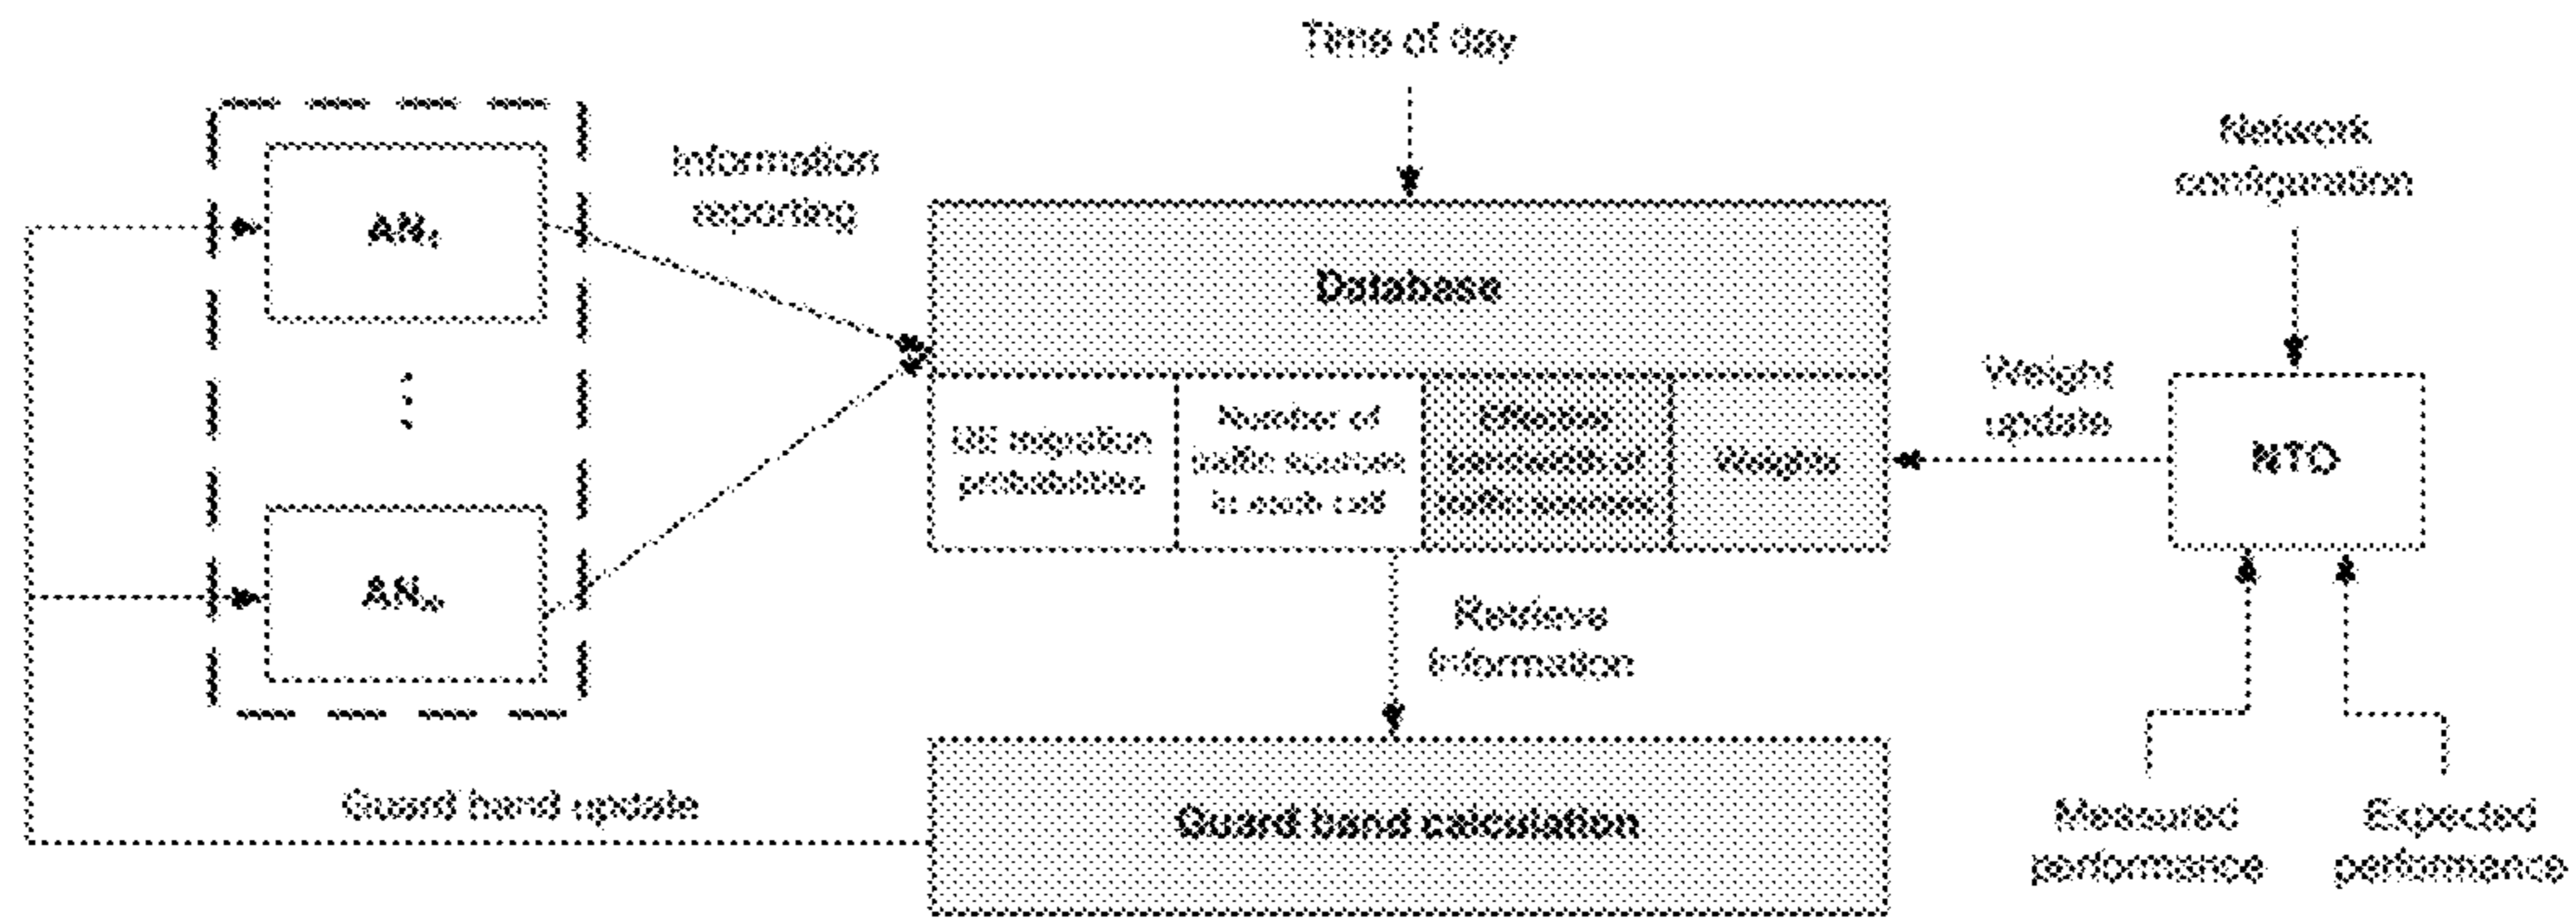 Time of day
Network
configuration
Information
reporting
AN₁
Database
Weight
update
UE migration
probabilities
Number of
traffic sources
in each cell
Effective
bandwidth of
traffic sources
Weights
NTO
ANₙ
Retrieve
Information
Guard band update
Guard band calculation
Measured
performance
Expected
performance